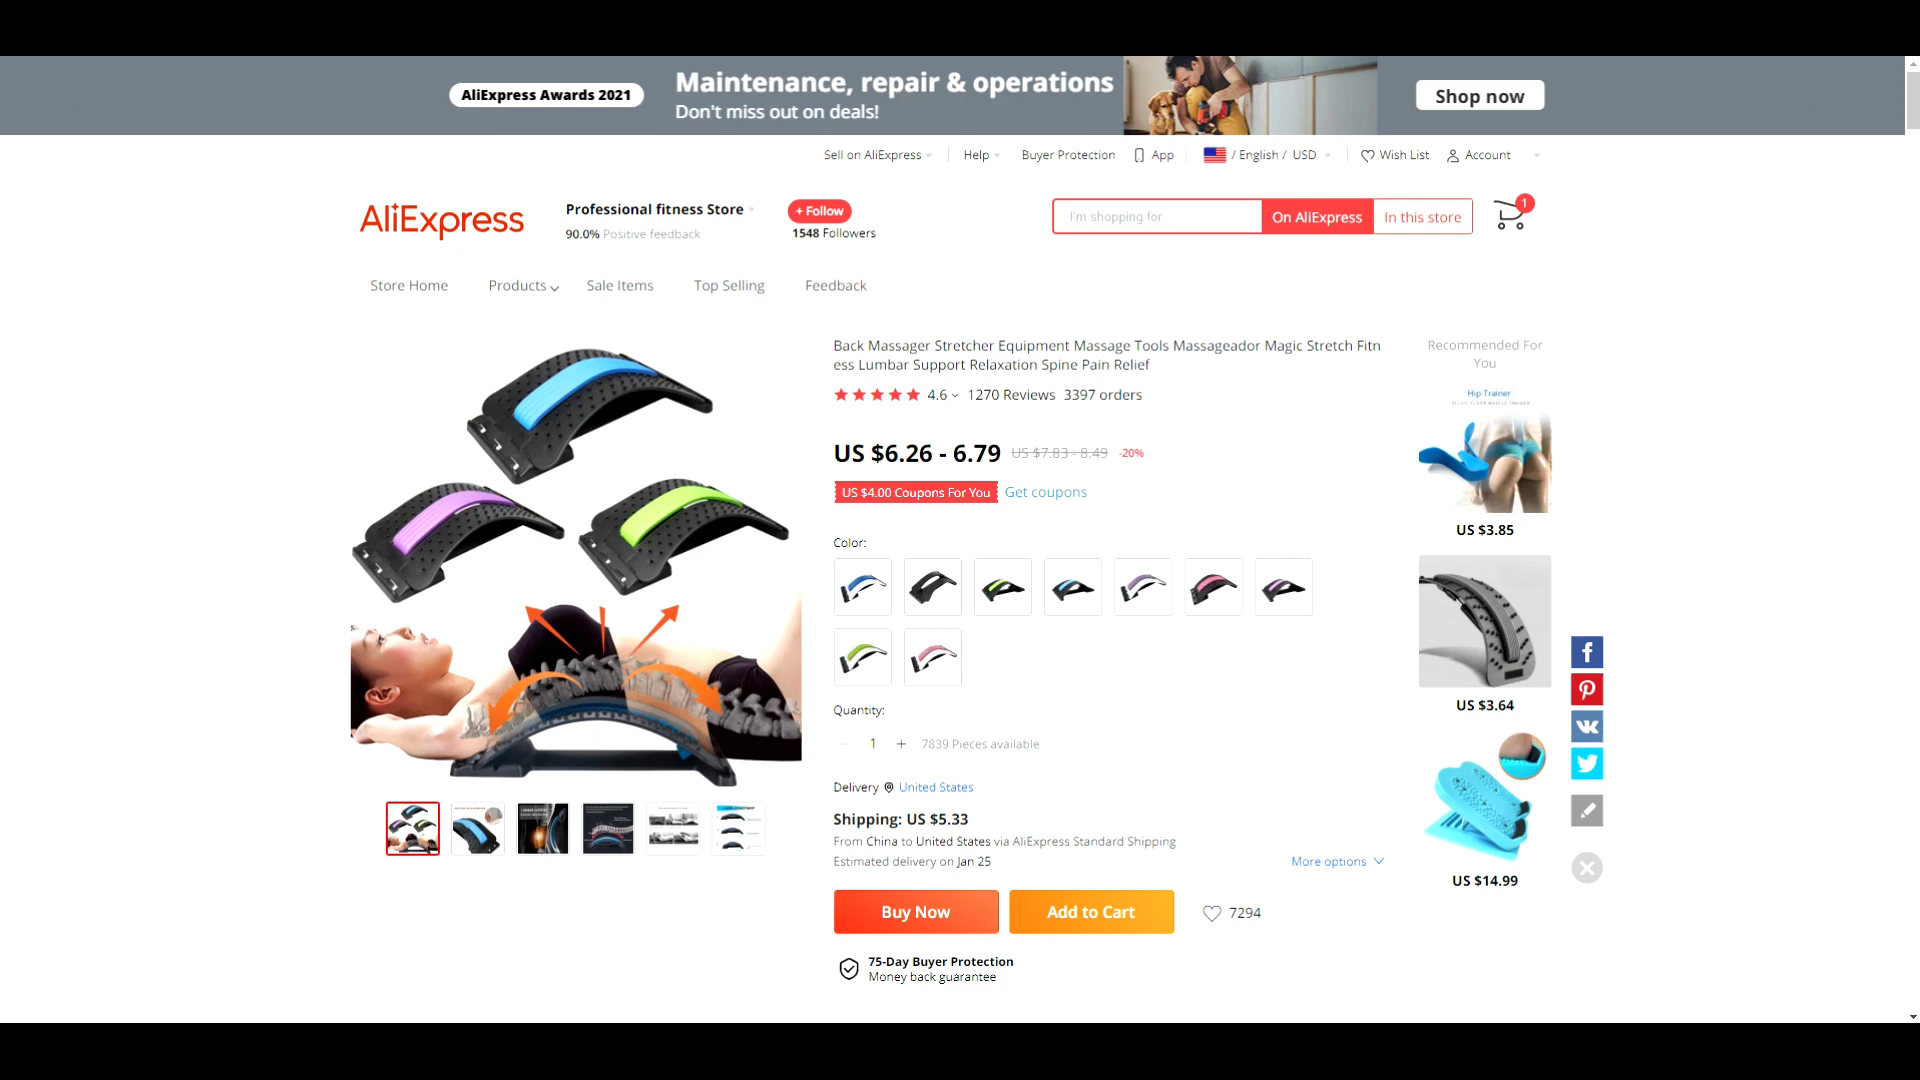 AliExpress Awards 2021
Maintenance, repair & operations
Don't miss out on deals!
Shop now
Sell on AliExpress
Help
Buyer Protection
App
/ English / USD
Wish List
Account
AliExpress
Professional fitness Store
90.0% Positive feedback
+ Follow
1548 Followers
I'm shopping for
On AliExpress
In this store
1
Store Home
Products
Sale Items
Top Selling
Feedback
Back Massager Stretcher Equipment Massage Tools Massageador Magic Stretch Fitn
ess Lumbar Support Relaxation Spine Pain Relief
4.6
1270 Reviews
3397 orders
US $6.26 - 6.79
US $7.83 - 8.49
-20%
US $4.00 Coupons For You
Get coupons
Color:
Quantity:
1
+
7839 Pieces available
Delivery
United States
Shipping: US $5.33
From China to United States via AliExpress Standard Shipping
Estimated delivery on Jan 25
More options
Buy Now
Add to Cart
7294
75-Day Buyer Protection
Money back guarantee
Recommended For
You
Hip Trainer
US $3.85
US $3.64
US $14.99